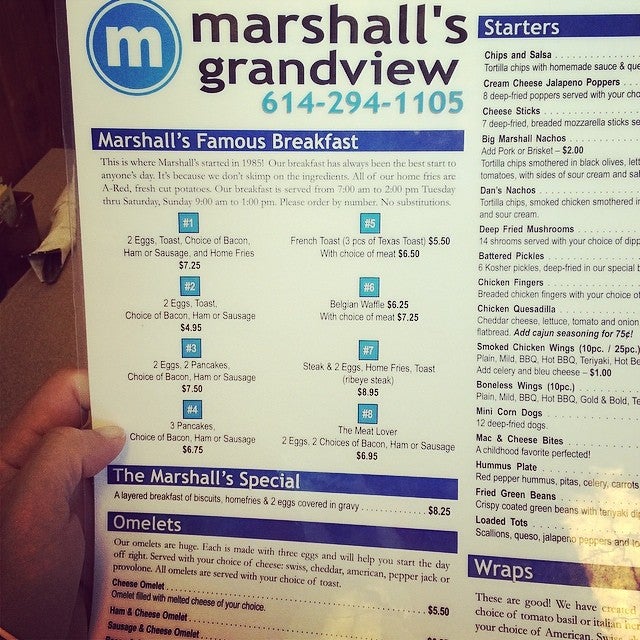 m
marshall's
grandview
614-294-1105
Marshall's Famous Breakfast
This is where Marshall's started in 1985! Our breakfast has always been the best start to
anyone's day. It's because we don't skimp on the ingredients. All of our home fries are
A-Red, fresh cut potatoes. Our breakfast is served from 7:00 am to 2:00 pm Tuesday
thru Saturday, Sunday 9:00 am to 1:00 pm. Please order by number. No substitutions.
#1
2 Eggs, Toast, Choice of Bacon,
Ham or Sausage, and Home Fries
$7.25
#2
2 Eggs, Toast,
Choice of Bacon, Ham or Sausage
$4.95
#3
2 Eggs, 2 Pancakes,
Choice of Bacon, Ham or Sausage
$7.50
#4
3 Pancakes,
Choice of Bacon, Ham or Sausage
$6.75
#5
French Toast (3 pcs of Texas Toast) $5.50
With choice of meat $6.50
#6
Belgian Waffle $6.25
With choice of meat $7.25
#7
Steak & 2 Eggs, Home Fries, Toast
(ribeye steak)
$8.95
#8
The Meat Lover
2 Eggs, 2 Choices of Bacon, Ham or Sausage
$6.95
The Marshall's Special
A layered breakfast of biscuits, homefries & 2 eggs covered in gravy . . . . . . . . . . . . . . . . . $8.25
Omelets
Our omelets are huge. Each is made with three eggs and will help you start the day
off right. Served with your choice of cheese: swiss, cheddar, american, pepper jack or
provolone. All omelets are served with your choice of toast.
Cheese Omelet
Omelet filled with melted cheese of your choice. $5.50
Ham & Cheese Omelet
Sausage & Cheese Omelet
Starters
Chips and Salsa
Tortilla chips with homemade sauce &
Cream Cheese Jalapeno Poppers
8 deep-fried poppers served with your
Cheese Sticks
7 deep-fried, breaded mozzarella sticks
Big Marshall Nachos
Add Pork or Brisket – $2.00
Tortilla chips smothered in black olives,
tomatoes, with sides of sour cream and
Dan's Nachos
Tortilla chips, smoked chicken smothered in
and sour cream.
Deep Fried Mushrooms
14 shrooms served with your choice of
Battered Pickles
6 Kosher pickles, deep-fried in our special
Chicken Fingers
Breaded chicken fingers with your choice of
Chicken Quesadilla
Cheddar cheese, lettuce, tomato and
flatbread. Add cajun seasoning for 75¢!
Smoked Chicken Wings (10pc. / 25pc.)
Plain, Mild, BBQ, Hot BBQ, Teriyaki, Hot
Add celery and bleu cheese – $1.00
Boneless Wings (10pc.)
Plain, Mild, BBQ, Hot BBQ, Gold & Bold,
Mini Corn Dogs
12 deep-fried dogs.
Mac & Cheese Bites
A childhood favorite perfected!
Hummus Plate
Red pepper hummus, pitas, celery, carrots
Fried Green Beans
Crispy coated green beans with teriyaki
Loaded Tots
Scallions, queso, jalapeno poppers and
Wraps
These are good! We have created
choice of tomato basil or italian
your choice of American,